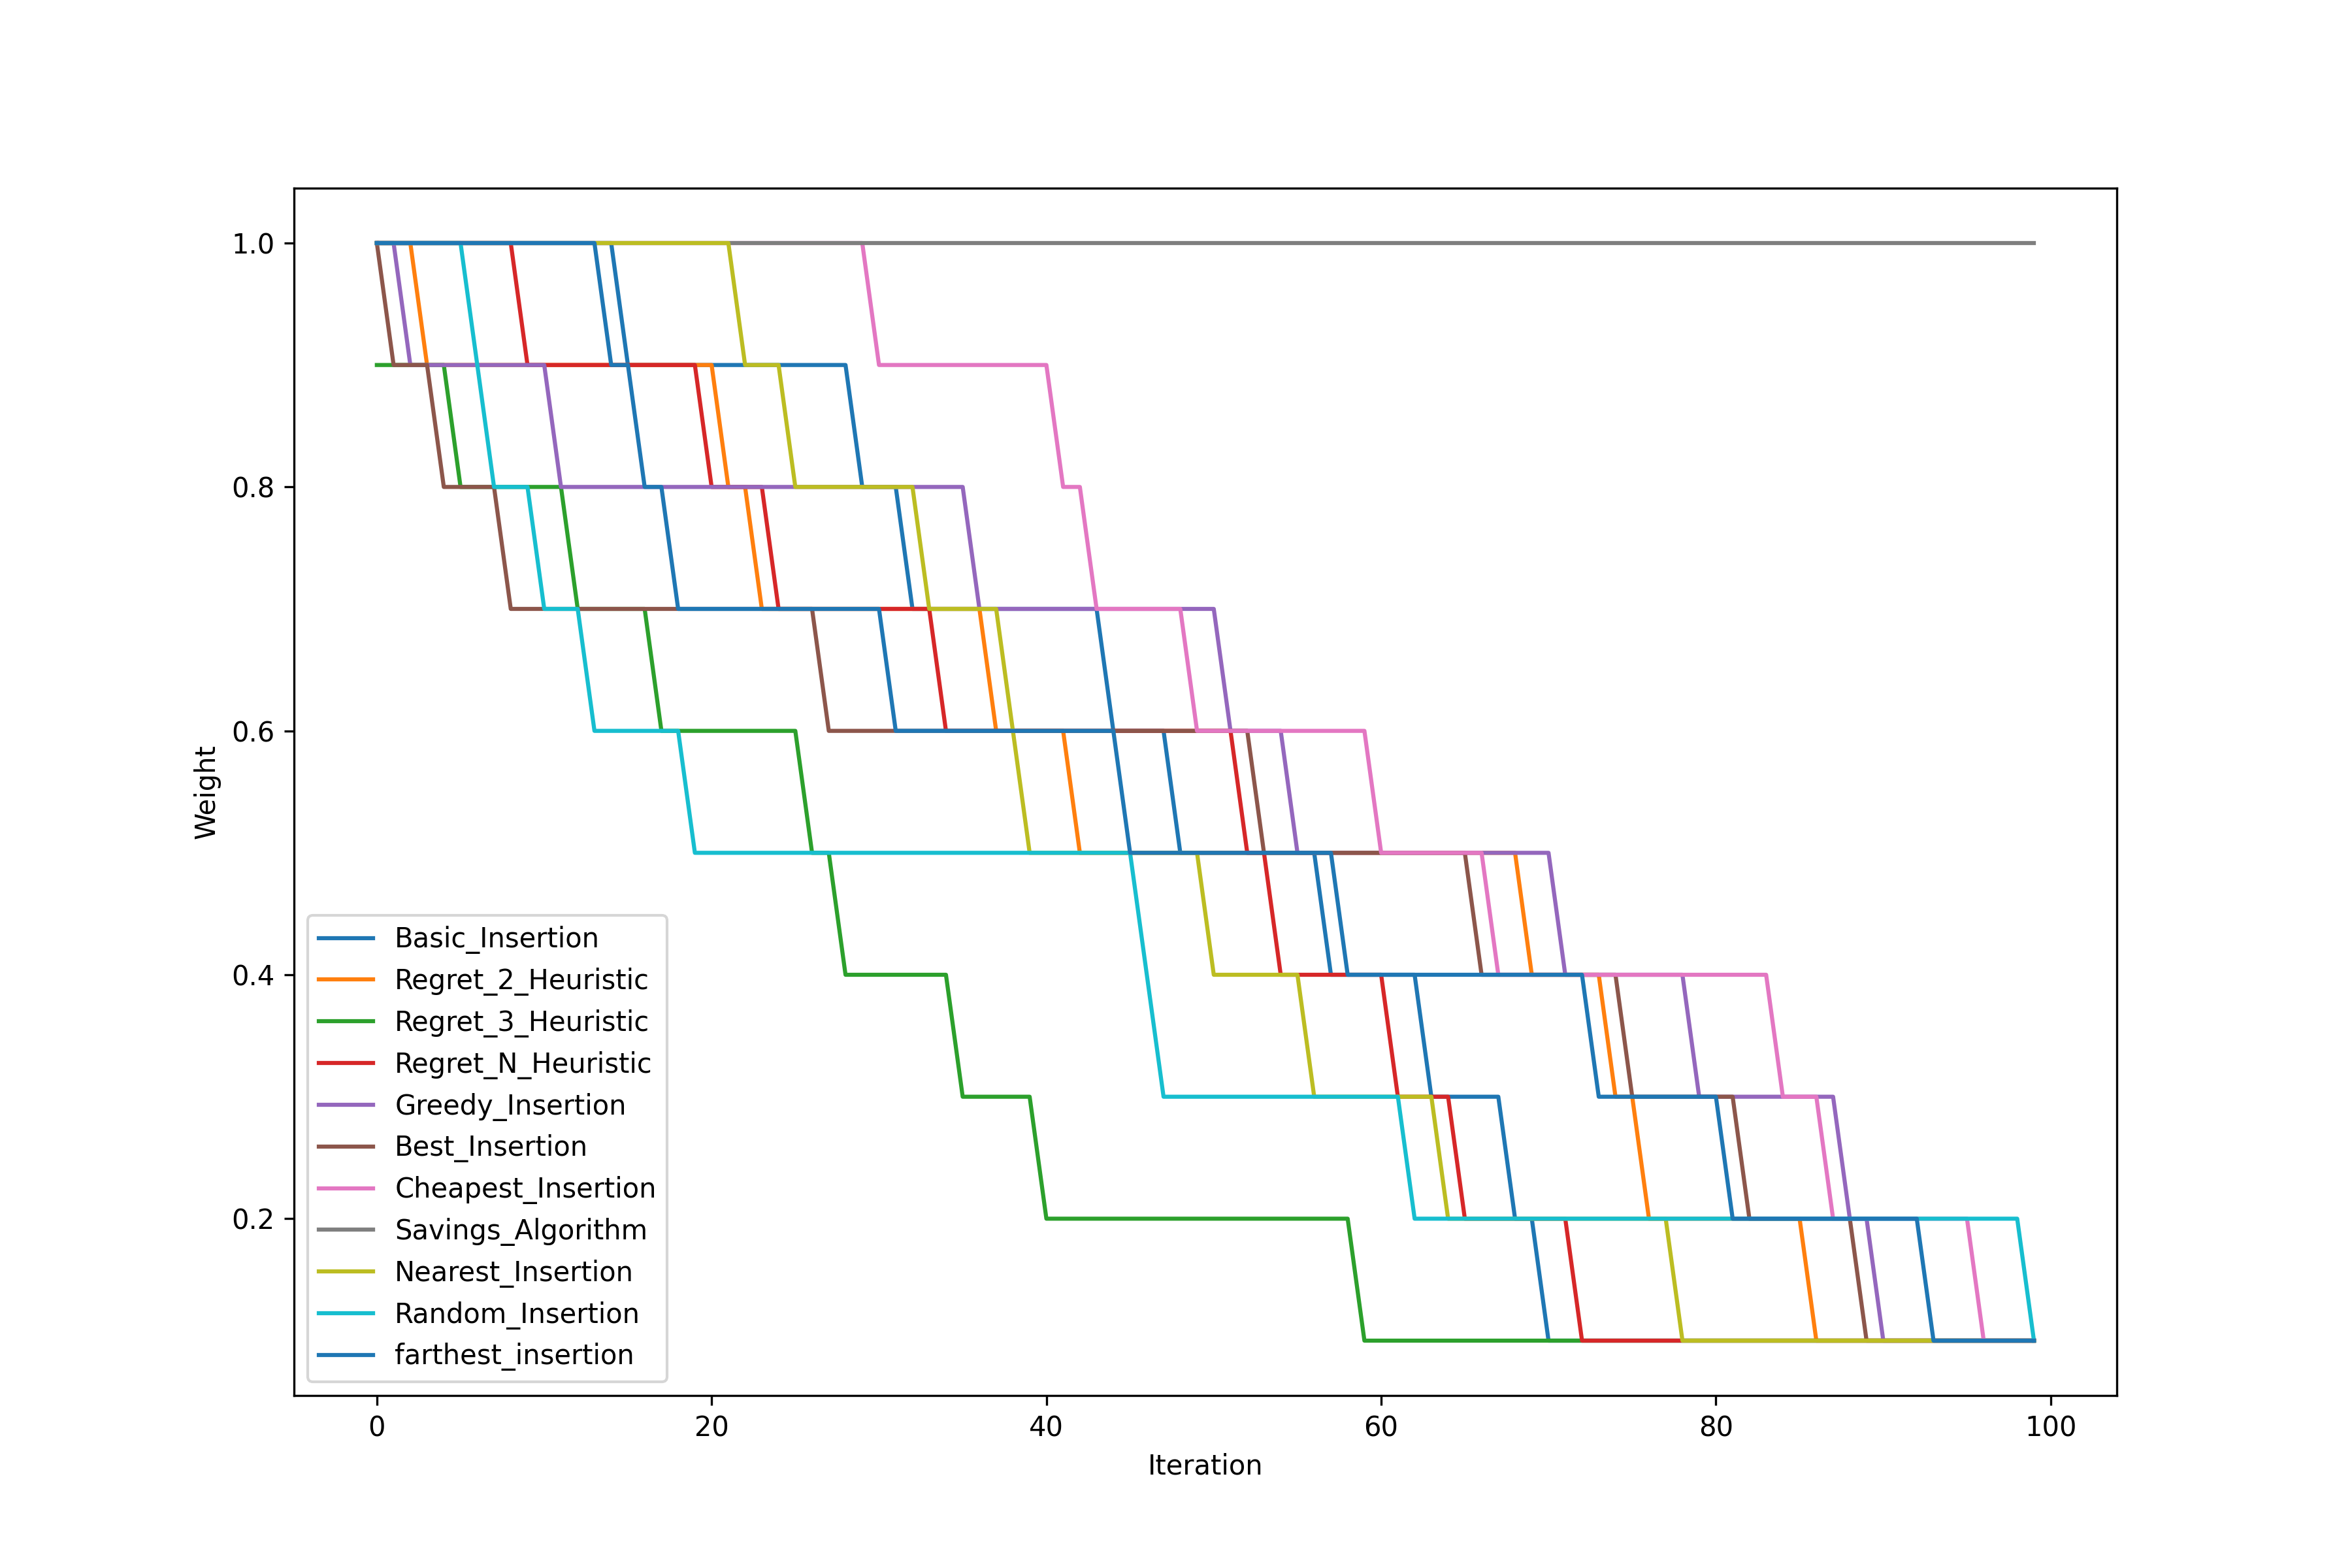 1.0
0.8
0.6
0.4
0.2
Weight
Basic_Insertion
Regret_2_Heuristic
Regret_3_Heuristic
Regret_N_Heuristic
Greedy_Insertion
Best_Insertion
Cheapest_Insertion
Savings_Algorithm
Nearest_Insertion
Random_Insertion
farthest_insertion
0 20 40 60 80 100
Iteration